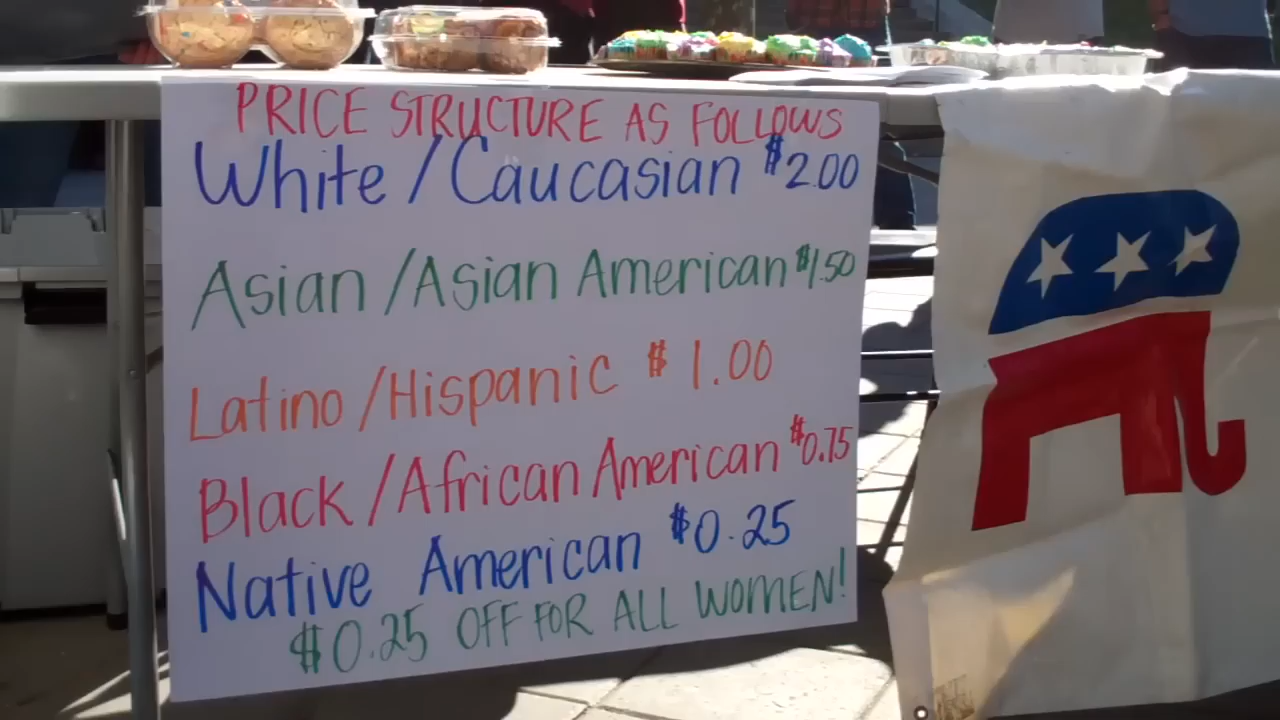 PRICE STRUCTURE AS FOLLOWS
White / Caucasian $2.00
Asian / Asian American $1.50
Latino / Hispanic $ 1.00
Black / African American $0.75
Native American $0.25
$0.25 OFF FOR ALL WOMEN!